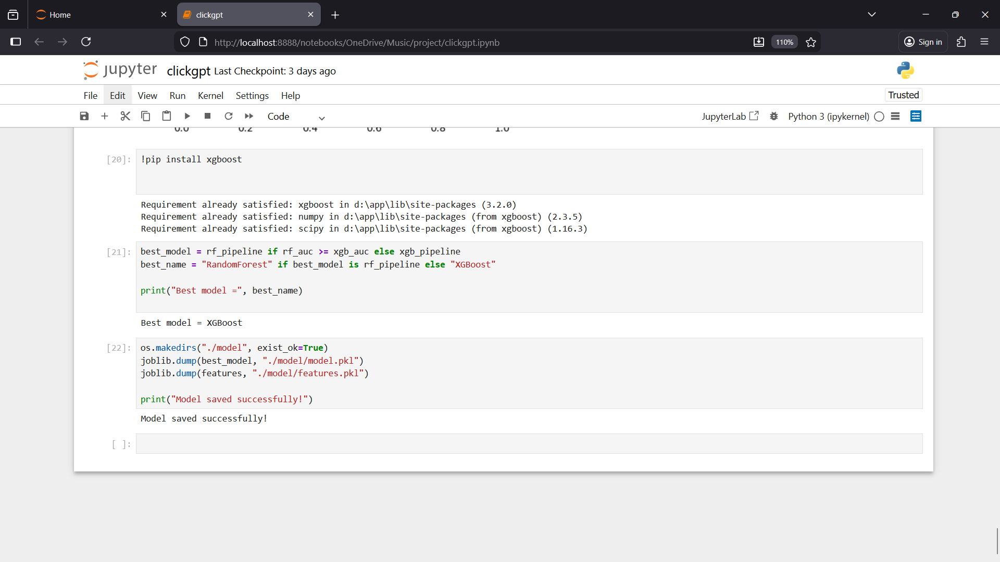 Home
clickgpt
http://localhost:8888/notebooks/OneDrive/Music/project/clickgpt.ipynb
110%
Sign in
jupyter clickgpt Last Checkpoint: 3 days ago
File Edit View Run Kernel Settings Help
Trusted
Code
JupyterLab
Python 3 (ipykernel)
0.0 0.2 0.4 0.6 0.8 1.0
[20]: !pip install xgboost
Requirement already satisfied: xgboost in d:\app\lib\site-packages (3.2.0)
Requirement already satisfied: numpy in d:\app\lib\site-packages (from xgboost) (2.3.5)
Requirement already satisfied: scipy in d:\app\lib\site-packages (from xgboost) (1.16.3)
[21]: best_model = rf_pipeline if rf_auc >= xgb_auc else xgb_pipeline
best_name = "RandomForest" if best_model is rf_pipeline else "XGBoost"
print("Best model =", best_name)
Best model = XGBoost
[22]: os.makedirs("./model", exist_ok=True)
joblib.dump(best_model, "./model/model.pkl")
joblib.dump(features, "./model/features.pkl")
print("Model saved successfully!")
Model saved successfully!
[ ]: